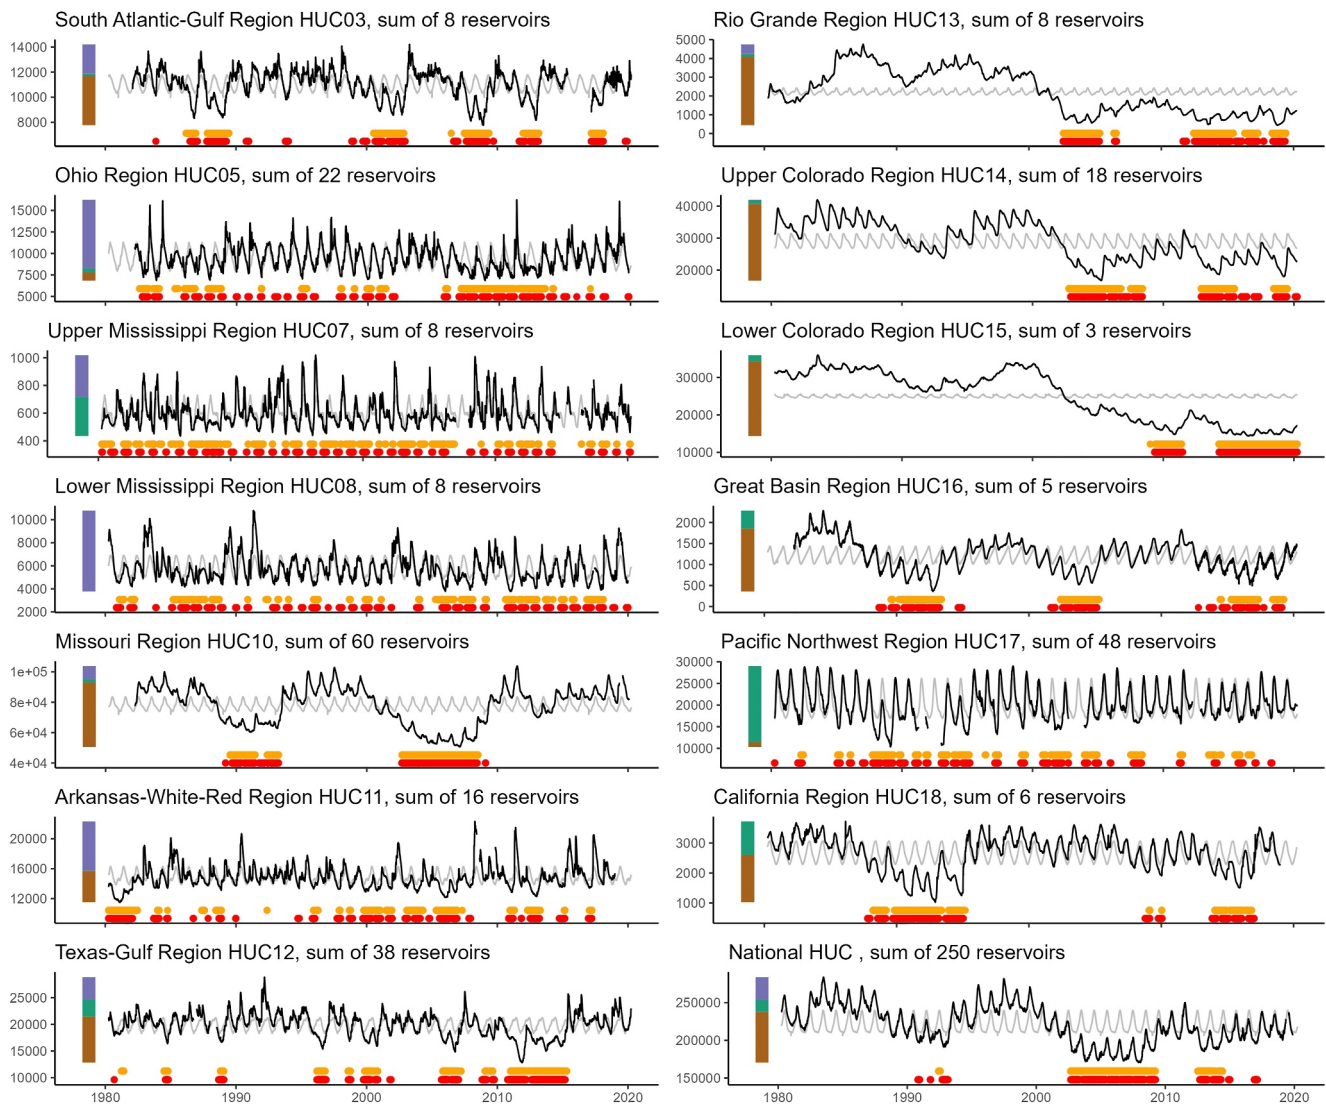 South Atlantic-Gulf Region HUC03, sum of 8 reservoirs
14000
12000
10000
8000
Ohio Region HUC05, sum of 22 reservoirs
15000
12500
10000
7500
5000
Upper Mississippi Region HUC07, sum of 8 reservoirs
1000
800
600
400
Lower Mississippi Region HUC08, sum of 8 reservoirs
10000
8000
6000
4000
2000
Missouri Region HUC10, sum of 60 reservoirs
1e+05
8e+04
6e+04
4e+04
Arkansas-White-Red Region HUC11, sum of 16 reservoirs
20000
16000
12000
Texas-Gulf Region HUC12, sum of 38 reservoirs
25000
20000
15000
10000
1980 1990 2000 2010 2020
Rio Grande Region HUC13, sum of 8 reservoirs
5000
4000
3000
2000
1000
0
Upper Colorado Region HUC14, sum of 18 reservoirs
40000
30000
20000
Lower Colorado Region HUC15, sum of 3 reservoirs
30000
20000
10000
Great Basin Region HUC16, sum of 5 reservoirs
2000
1500
1000
500
0
Pacific Northwest Region HUC17, sum of 48 reservoirs
30000
25000
20000
15000
10000
California Region HUC18, sum of 6 reservoirs
3000
2000
1000
National HUC , sum of 250 reservoirs
250000
200000
150000
1980 1990 2000 2010 2020